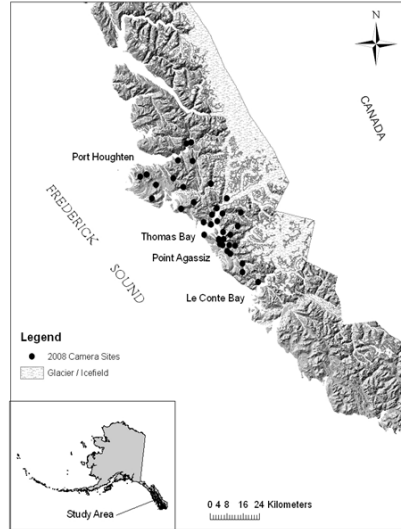 N
CANADA
Port Houghten
FREDERICK
SOUND
Thomas Bay
Point Agassiz
Le Conte Bay
Legend
2008 Camera Sites
Glacier / Icefield
Study Area
0 4 8 16 24 Kilometers